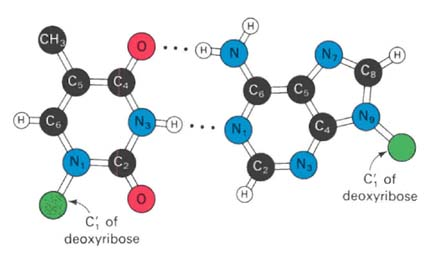 CH₃
O
H
H
N
C₅
C₄
C₆
H
N₃
H
N₁
C₂
O
N₇
C₈
H
C₆
C₅
N₁
C₄
N₉
C₂
N₃
H
C₁′ of
deoxyribose
C₁′ of
deoxyribose